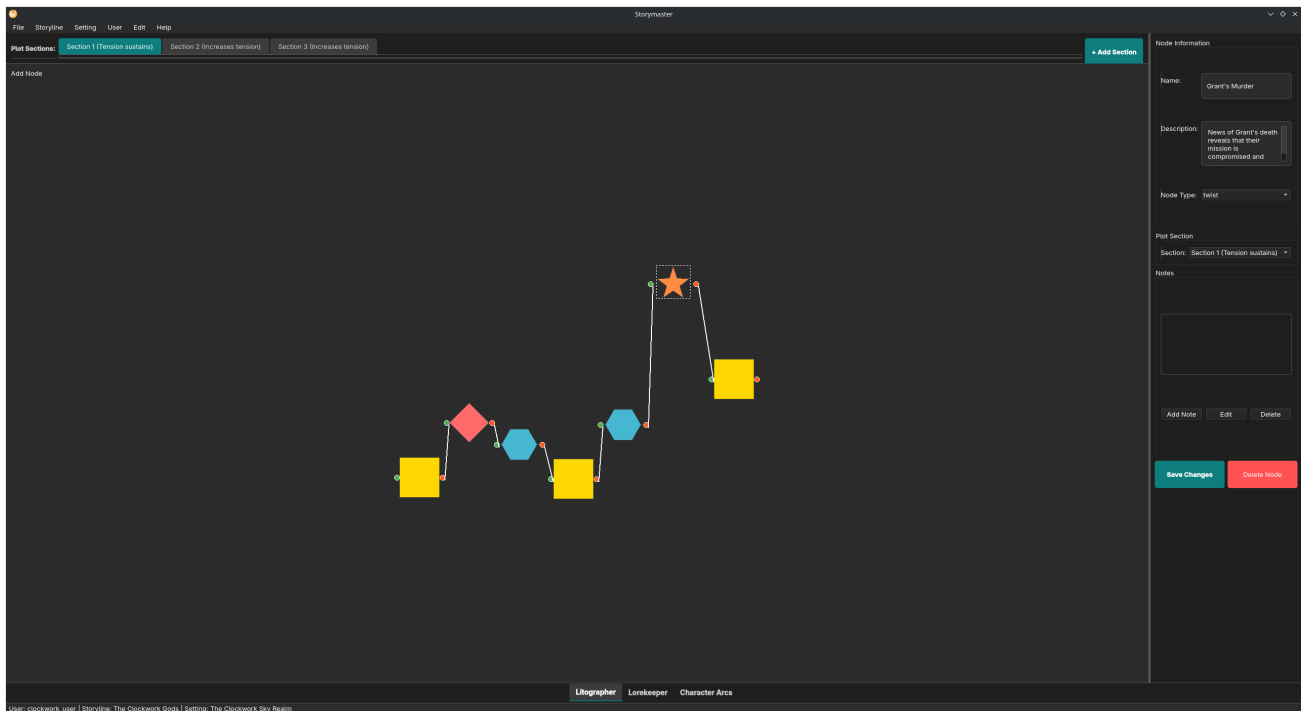 Storymaster
File Storyline Setting User Edit Help
Plot Sections: Section 1 (Tension sustains) Section 2 (Increases tension) Section 3 (Increases tension) + Add Section
Add Node
Node Information
Name: Grant's Murder
Description: News of Grant's death
reveals that their
mission is
compromised and
Node Type: twist
Plot Section
Section: Section 1 (Tension sustains)
Notes
Add Note Edit Delete
Save Changes Delete Node
Litographer Lorekeeper Character Arcs
User: clockwork_user | Storyline: The Clockwork Gods | Setting: The Clockwork Sky Realm